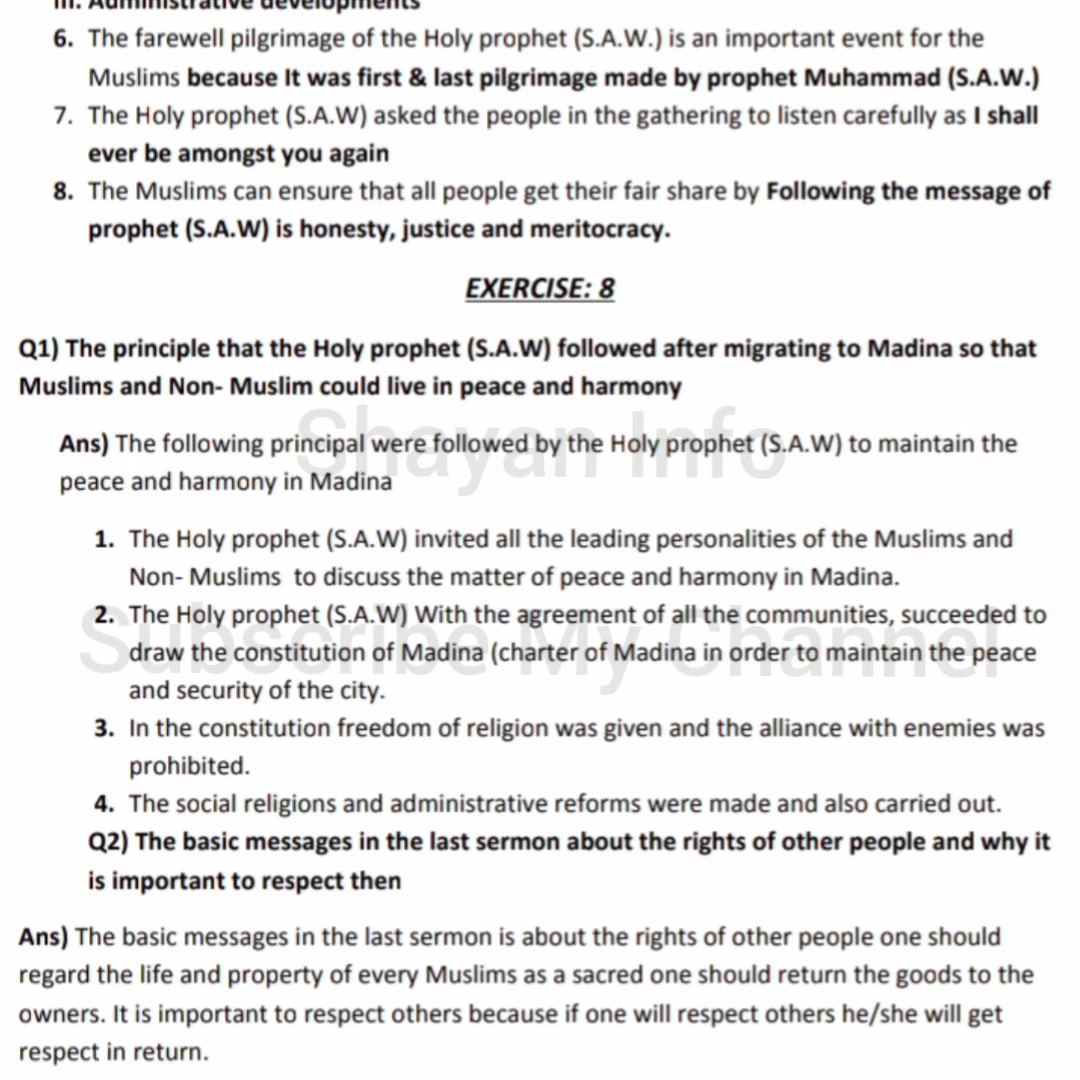 III. Administrative developments
6. The farewell pilgrimage of the Holy prophet (S.A.W.) is an important event for the
Muslims because It was first & last pilgrimage made by prophet Muhammad (S.A.W.)
7. The Holy prophet (S.A.W) asked the people in the gathering to listen carefully as I shall
ever be amongst you again
8. The Muslims can ensure that all people get their fair share by Following the message of
prophet (S.A.W) is honesty, justice and meritocracy.
EXERCISE: 8
Q1) The principle that the Holy prophet (S.A.W) followed after migrating to Madina so that
Muslims and Non- Muslim could live in peace and harmony
Shayan Info
Ans) The following principal were followed by the Holy prophet (S.A.W) to maintain the
peace and harmony in Madina
1. The Holy prophet (S.A.W) invited all the leading personalities of the Muslims and
Non- Muslims to discuss the matter of peace and harmony in Madina.
2. The Holy prophet (S.A.W) With the agreement of all the communities, succeeded to
Subscribe My Channel
draw the constitution of Madina (charter of Madina in order to maintain the peace
and security of the city.
3. In the constitution freedom of religion was given and the alliance with enemies was
prohibited.
4. The social religions and administrative reforms were made and also carried out.
Q2) The basic messages in the last sermon about the rights of other people and why it
is important to respect then
Ans) The basic messages in the last sermon is about the rights of other people one should
regard the life and property of every Muslims as a sacred one should return the goods to the
owners. It is important to respect others because if one will respect others he/she will get
respect in return.